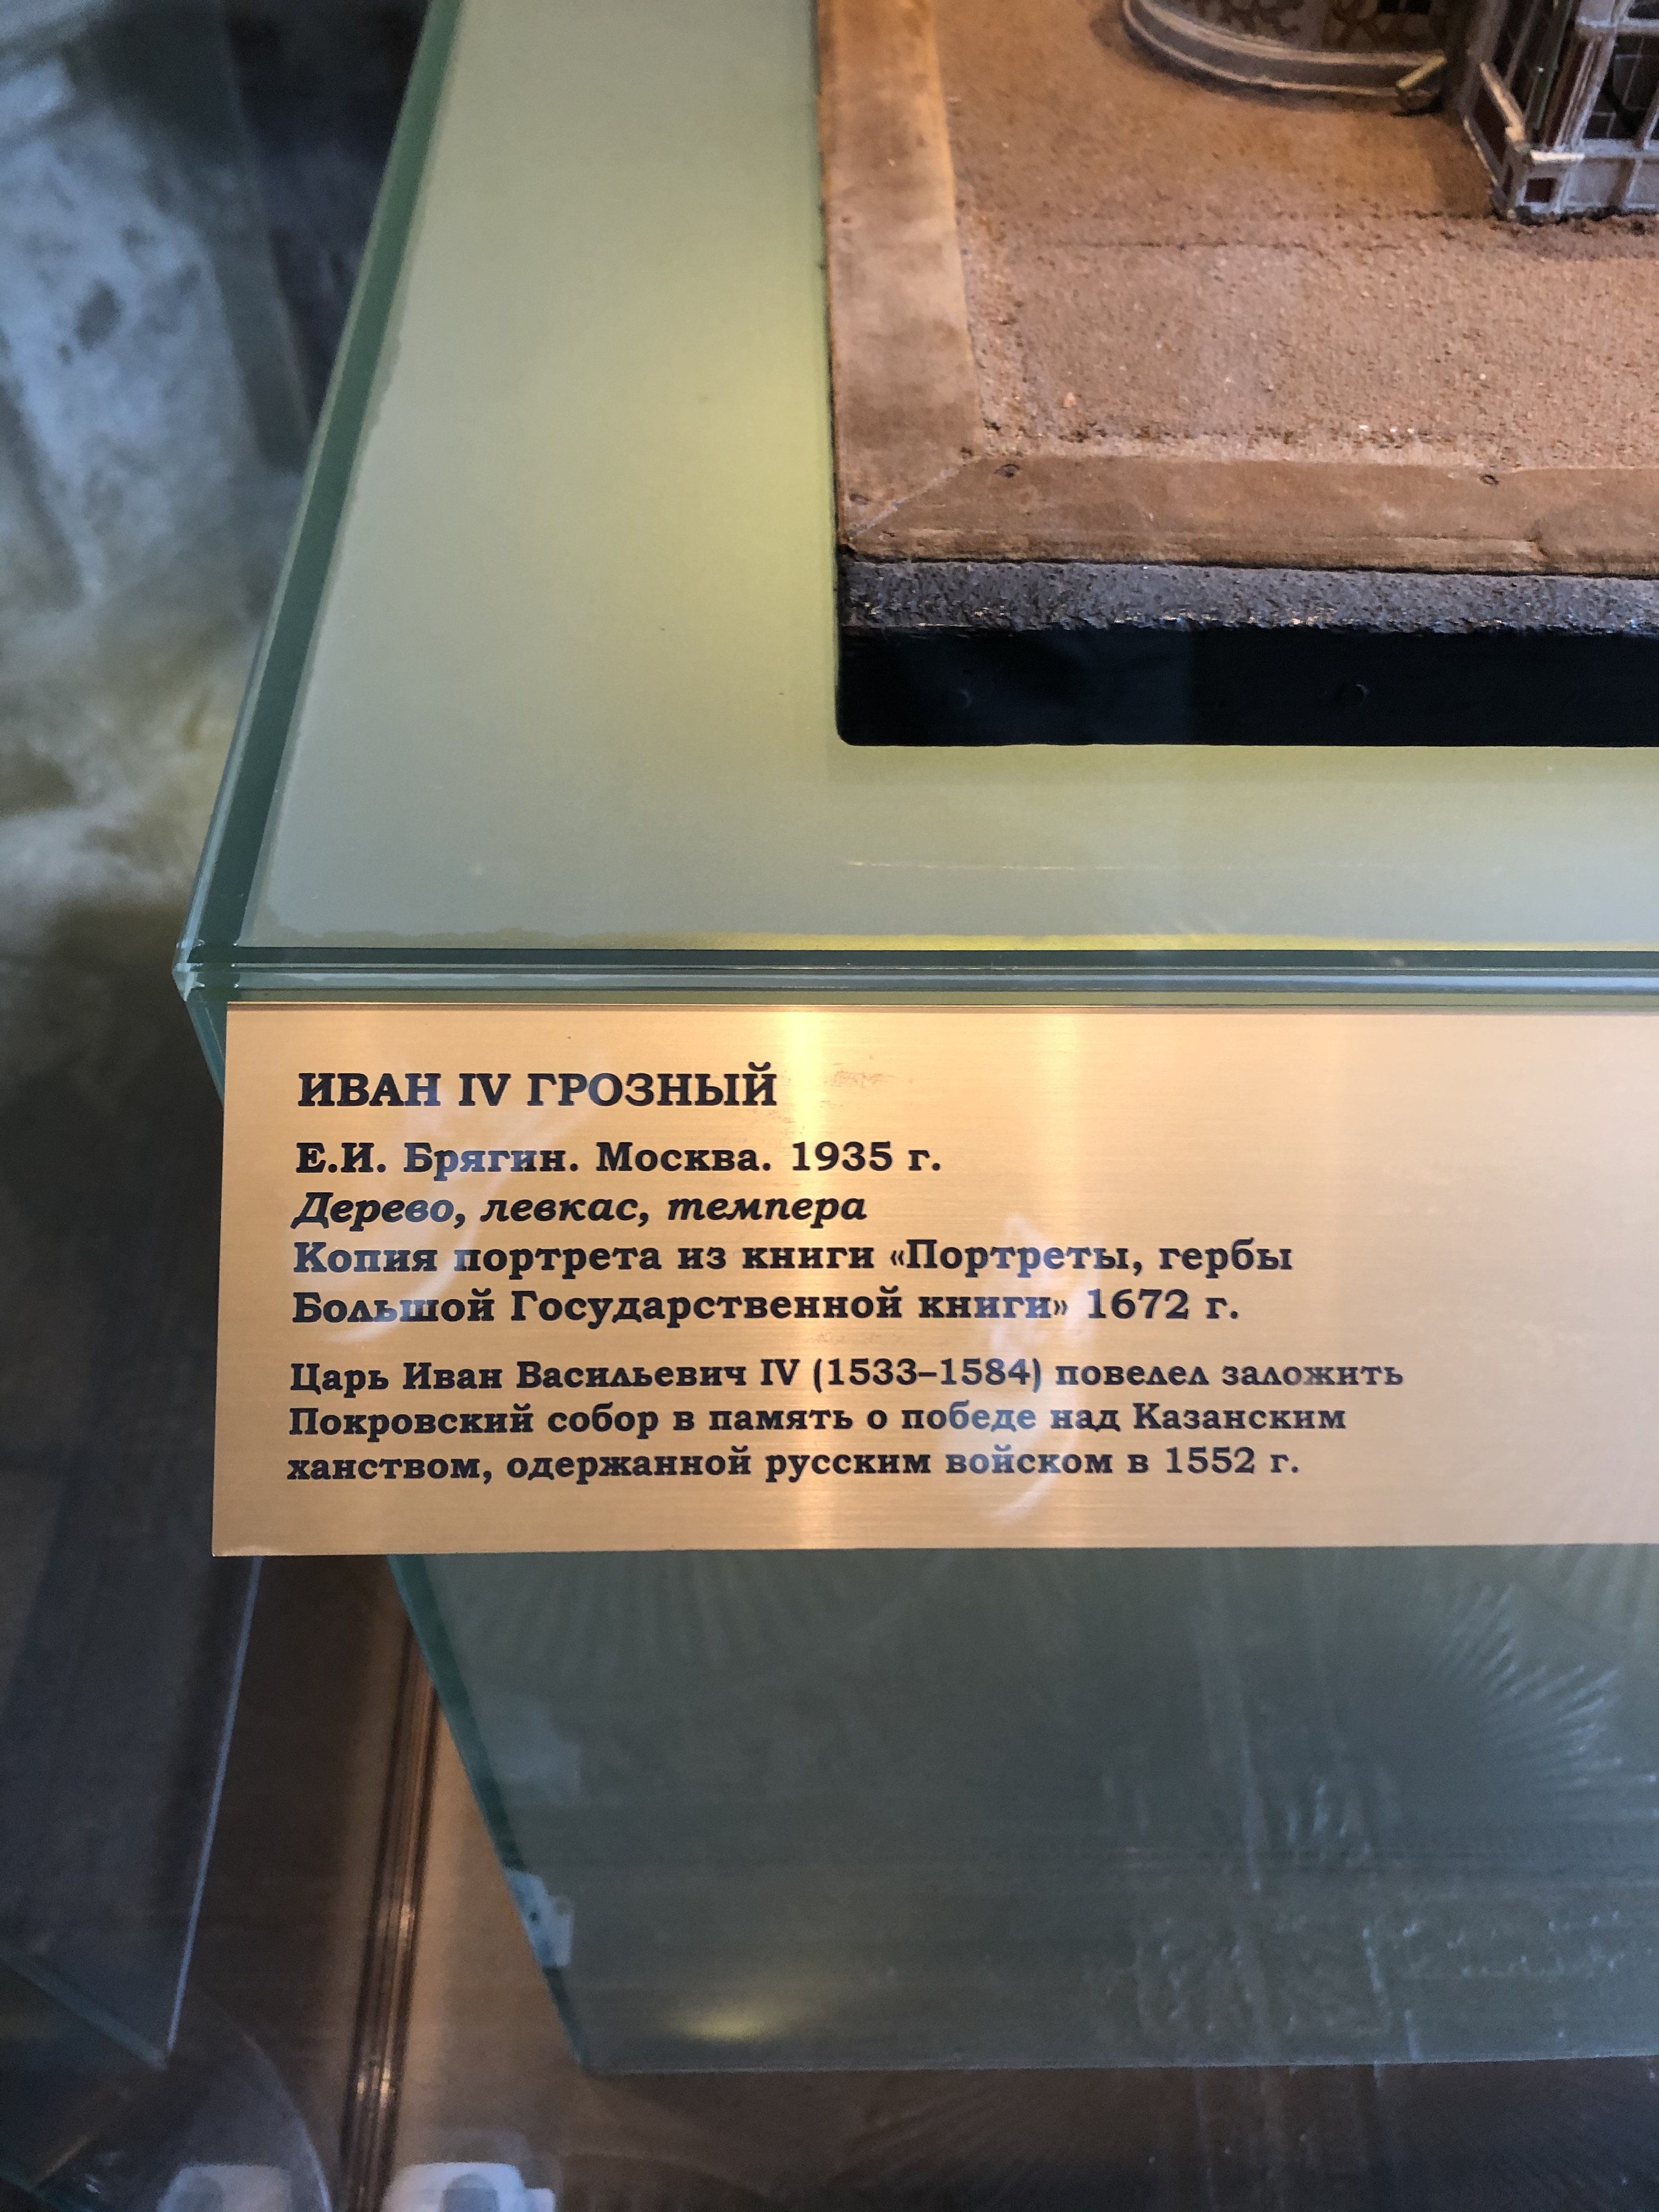 ИВАН IV ГРОЗНЫЙ
Е.И. Брягин. Москва. 1935 г.
Дерево, левкас, темпера
Копия портрета из книги «Портреты, гербы
Большой Государственной книги» 1672 г.
Царь Иван Васильевич IV (1533–1584) повелел заложить
Покровский собор в память о победе над Казанским
ханством, одержанной русским войском в 1552 г.